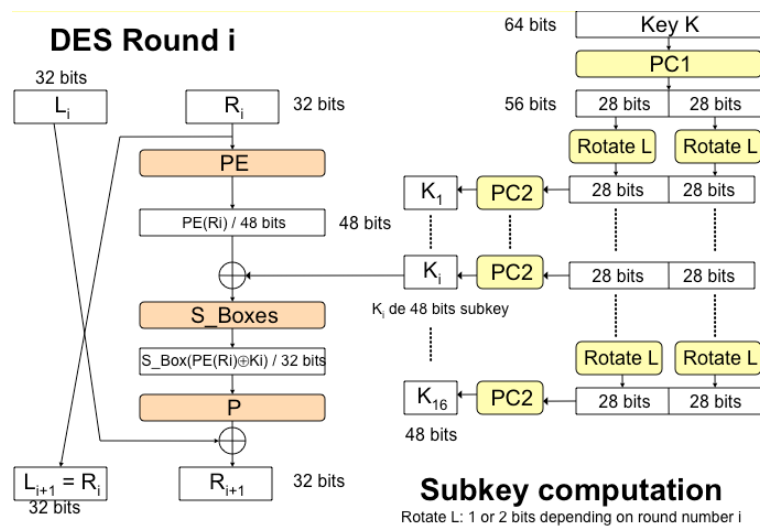 DES Round i
32 bits
L_i
R_i
32 bits
PE
PE(Ri) / 48 bits
48 bits
S_Boxes
S_Box(PE(Ri)⊕Ki) / 32 bits
P
L_{i+1} = R_i
32 bits
R_{i+1}
32 bits
64 bits
Key K
PC1
56 bits
28 bits
28 bits
Rotate L
Rotate L
K_1
PC2
28 bits
28 bits
K_i
PC2
28 bits
28 bits
K_i de 48 bits subkey
Rotate L
Rotate L
K_16
PC2
28 bits
28 bits
48 bits
Subkey computation
Rotate L: 1 or 2 bits depending on round number i